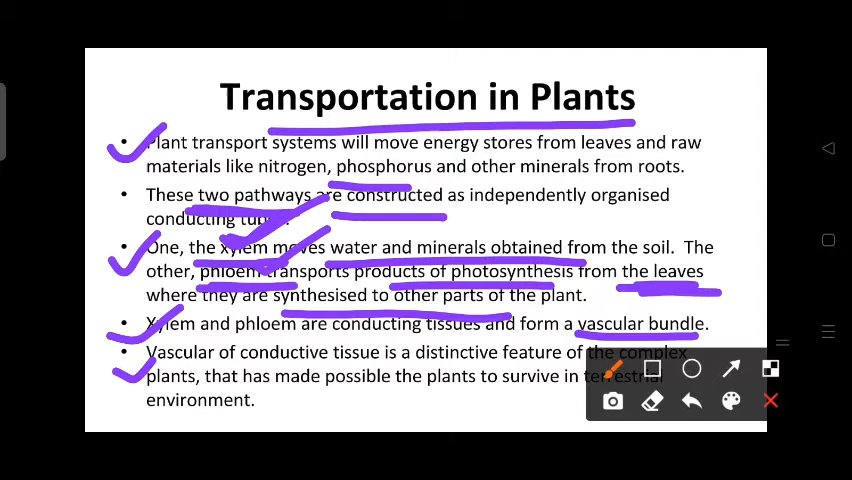 Transportation in Plants
• Plant transport systems will move energy stores from leaves and raw
materials like nitrogen, phosphorus and other minerals from roots.
• These two pathways are constructed as independently organised
conducting tubes.
• One, the xylem moves water and minerals obtained from the soil. The
other, phloem transports products of photosynthesis from the leaves
where they are synthesised to other parts of the plant.
• Xylem and phloem are conducting tissues and form a vascular bundle.
• Vascular of conductive tissue is a distinctive feature of the complex
plants, that has made possible the plants to survive in terrestrial
environment.